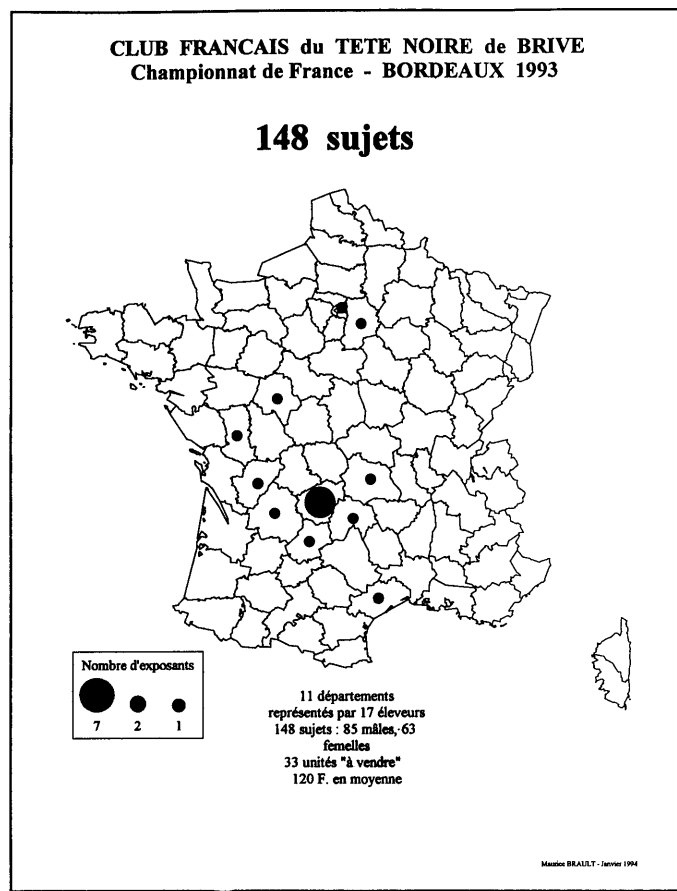 CLUB FRANCAIS du TETE NOIRE de BRIVE
Championnat de France - BORDEAUX 1993
148 sujets
Nombre d'exposants
7 2 1
11 départements
représentés par 17 éleveurs
148 sujets : 85 mâles, 63
femelles
33 unités "à vendre"
120 F. en moyenne
Maurice BRAULT - Janvier 1994